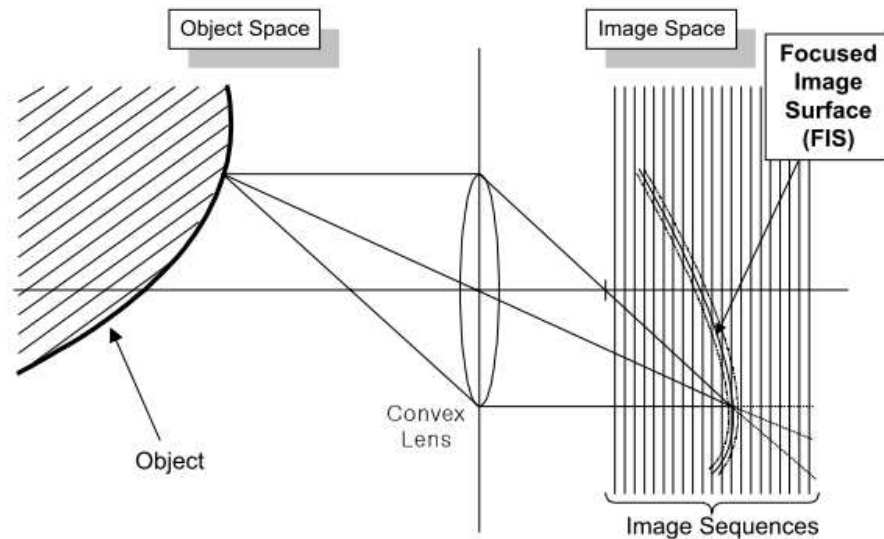 Object Space
Image Space
Focused
Image
Surface
(FIS)
Convex
Lens
Object
Image Sequences